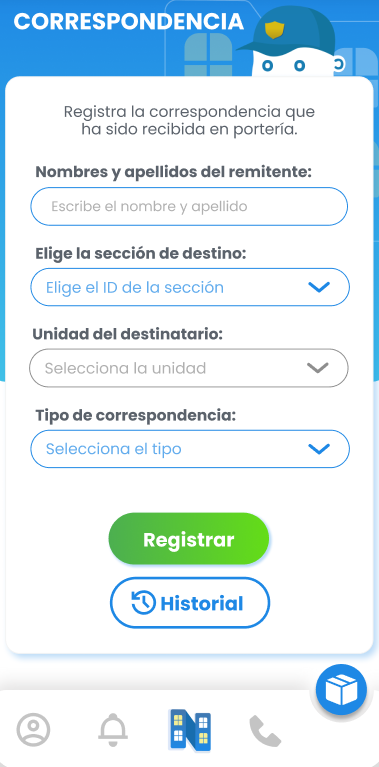 CORRESPONDENCIA
Registra la correspondencia que
ha sido recibida en portería.
Nombres y apellidos del remitente:
Escribe el nombre y apellido
Elige la sección de destino:
Elige el ID de la sección
Unidad del destinatario:
Selecciona la unidad
Tipo de correspondencia:
Selecciona el tipo
Registrar
Historial